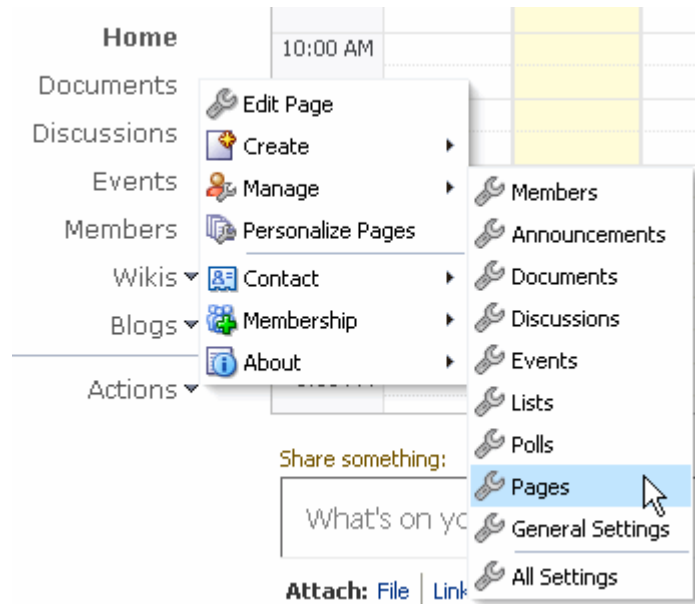 Home
Documents
Discussions
Events
Members
Wikis
Blogs
Actions
10:00 AM
Edit Page
Create
Manage
Personalize Pages
Contact
Membership
About
Members
Announcements
Documents
Discussions
Events
Lists
Polls
Pages
General Settings
All Settings
Share something:
What's on yo
Attach: File Link